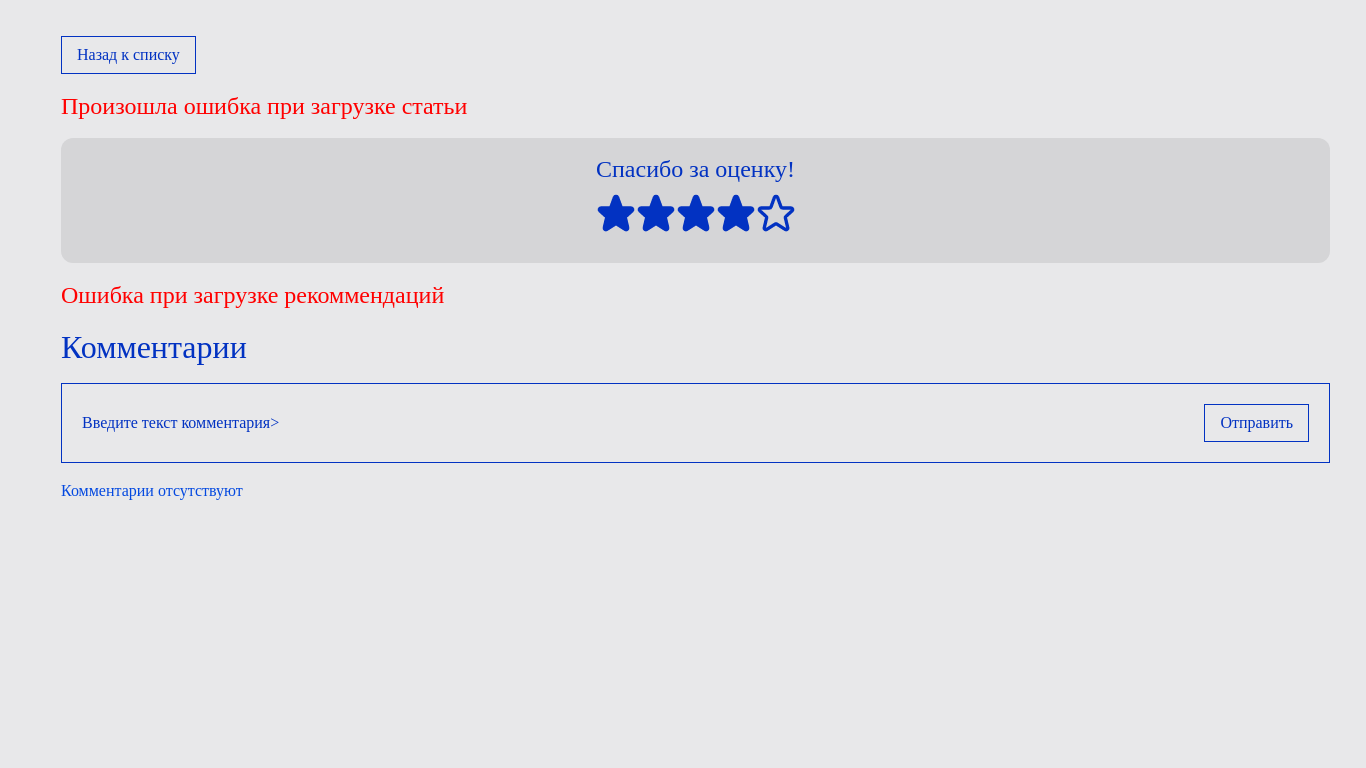 Назад к списку
Произошла ошибка при загрузке статьи
Спасибо за оценку!
Ошибка при загрузке рекоммендаций
Комментарии
Введите текст комментария>
Отправить
Комментарии отсутствуют